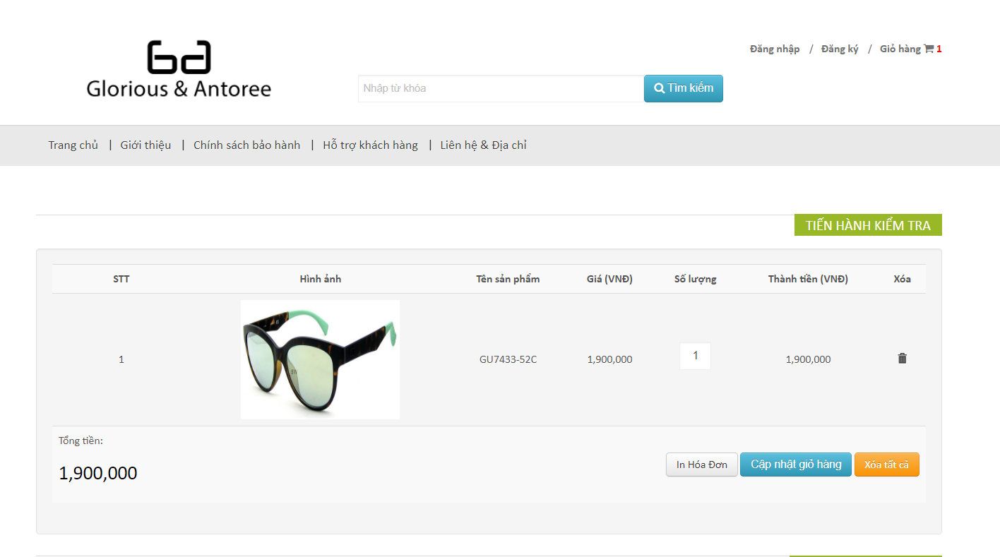 Glorious & Antoree
Đăng nhập / Đăng ký / Giỏ hàng 1
Nhập từ khóa
Tìm kiếm
Trang chủ | Giới thiệu | Chính sách bảo hành | Hỗ trợ khách hàng | Liên hệ & Địa chỉ
TIẾN HÀNH KIỂM TRA
STT Hình ảnh Tên sản phẩm Giá (VNĐ) Số lượng Thành tiền (VNĐ) Xóa
1 GU7433-52C 1,900,000 1 1,900,000
Tổng tiền:
1,900,000
In Hóa Đơn Cập nhật giỏ hàng Xóa tất cả